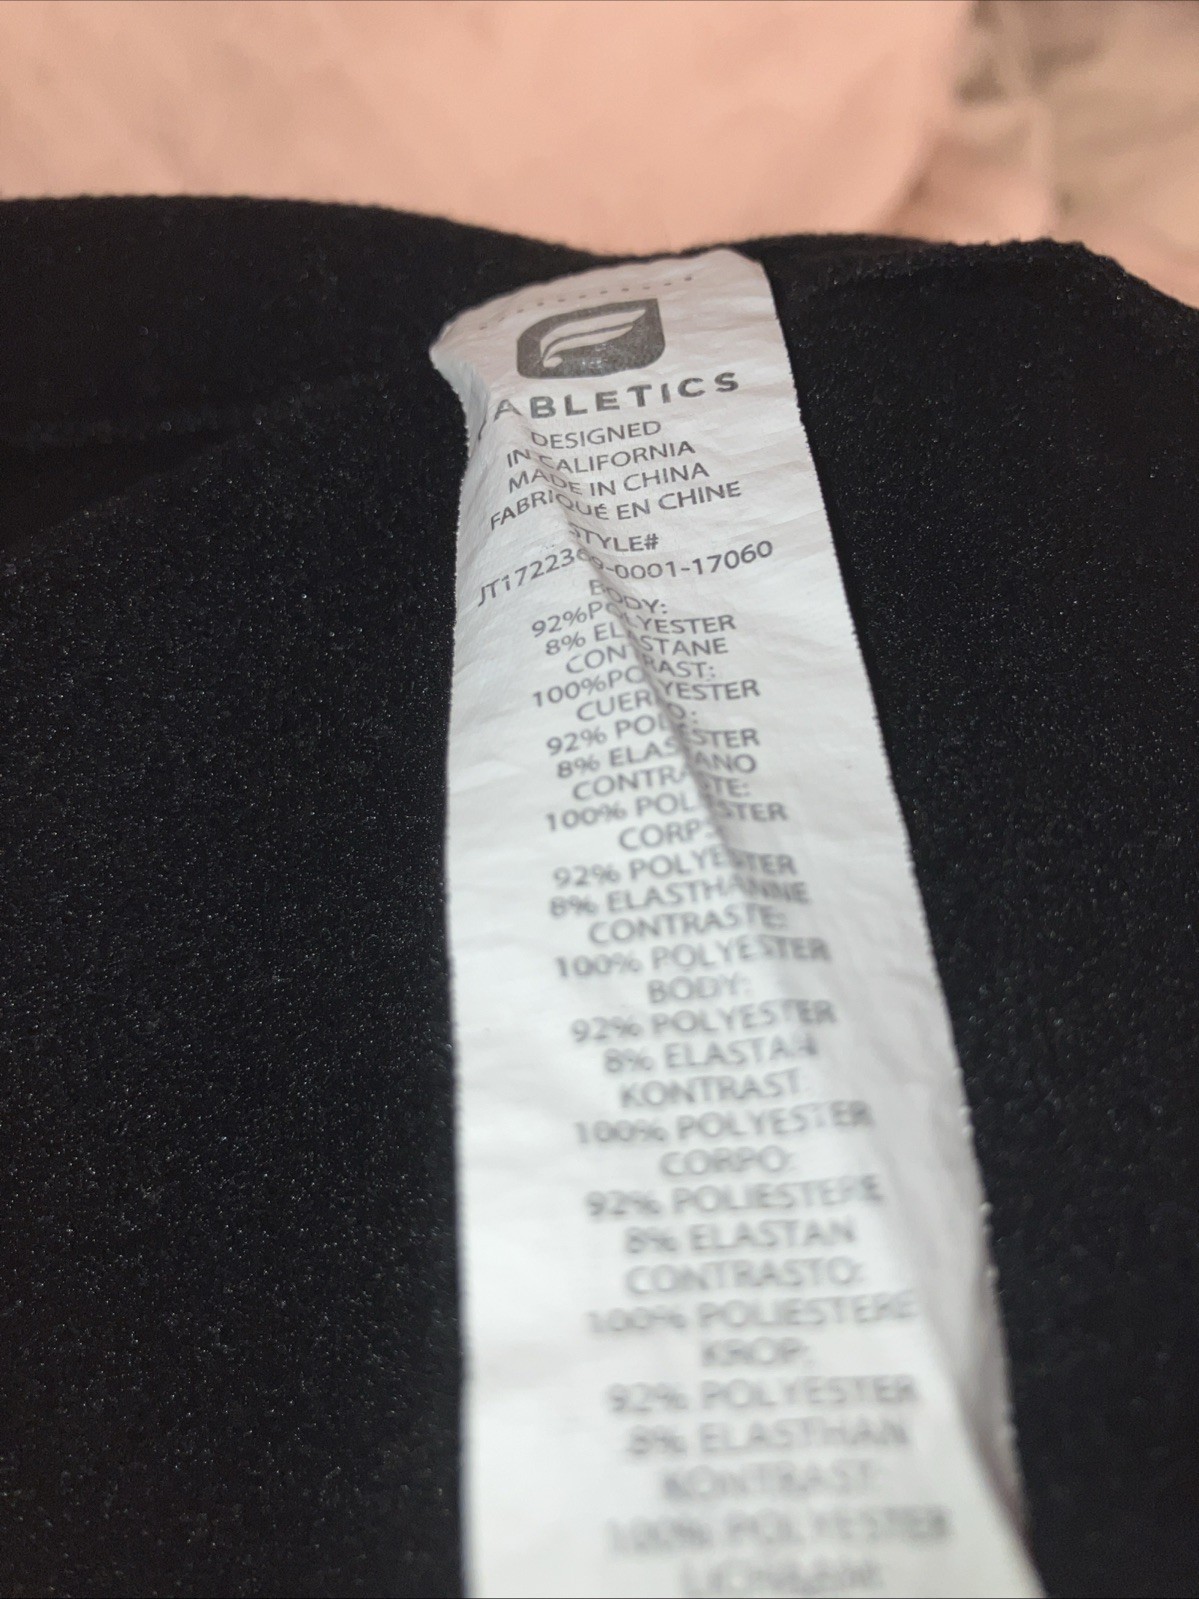 ABLETICS
DESIGNED
IN CALIFORNIA
MADE IN CHINA
FABRIQUÉ EN CHINE
STYLE#
BODY:
92%POLYESTER
8% ELASTANE
CONTRAST:
100%POLYESTER
CUERPO:
92% POLIESTER
8% ELASTANO
CONTRASTE:
100% POLIESTER
CORPS:
92% POLYESTER
8% ELASTHANNE
CONTRASTE:
100% POLYESTER
BODY:
92% POLYESTER
8% ELASTAN
KONTRAST:
100% POLYESTER
CORPO:
92% POLIESTERE
8% ELASTAN
CONTRASTO:
100% POLIESTERE
KROP:
92% POLYESTER
8% ELASTHAN
KONTRAST:
100% POLYESTER